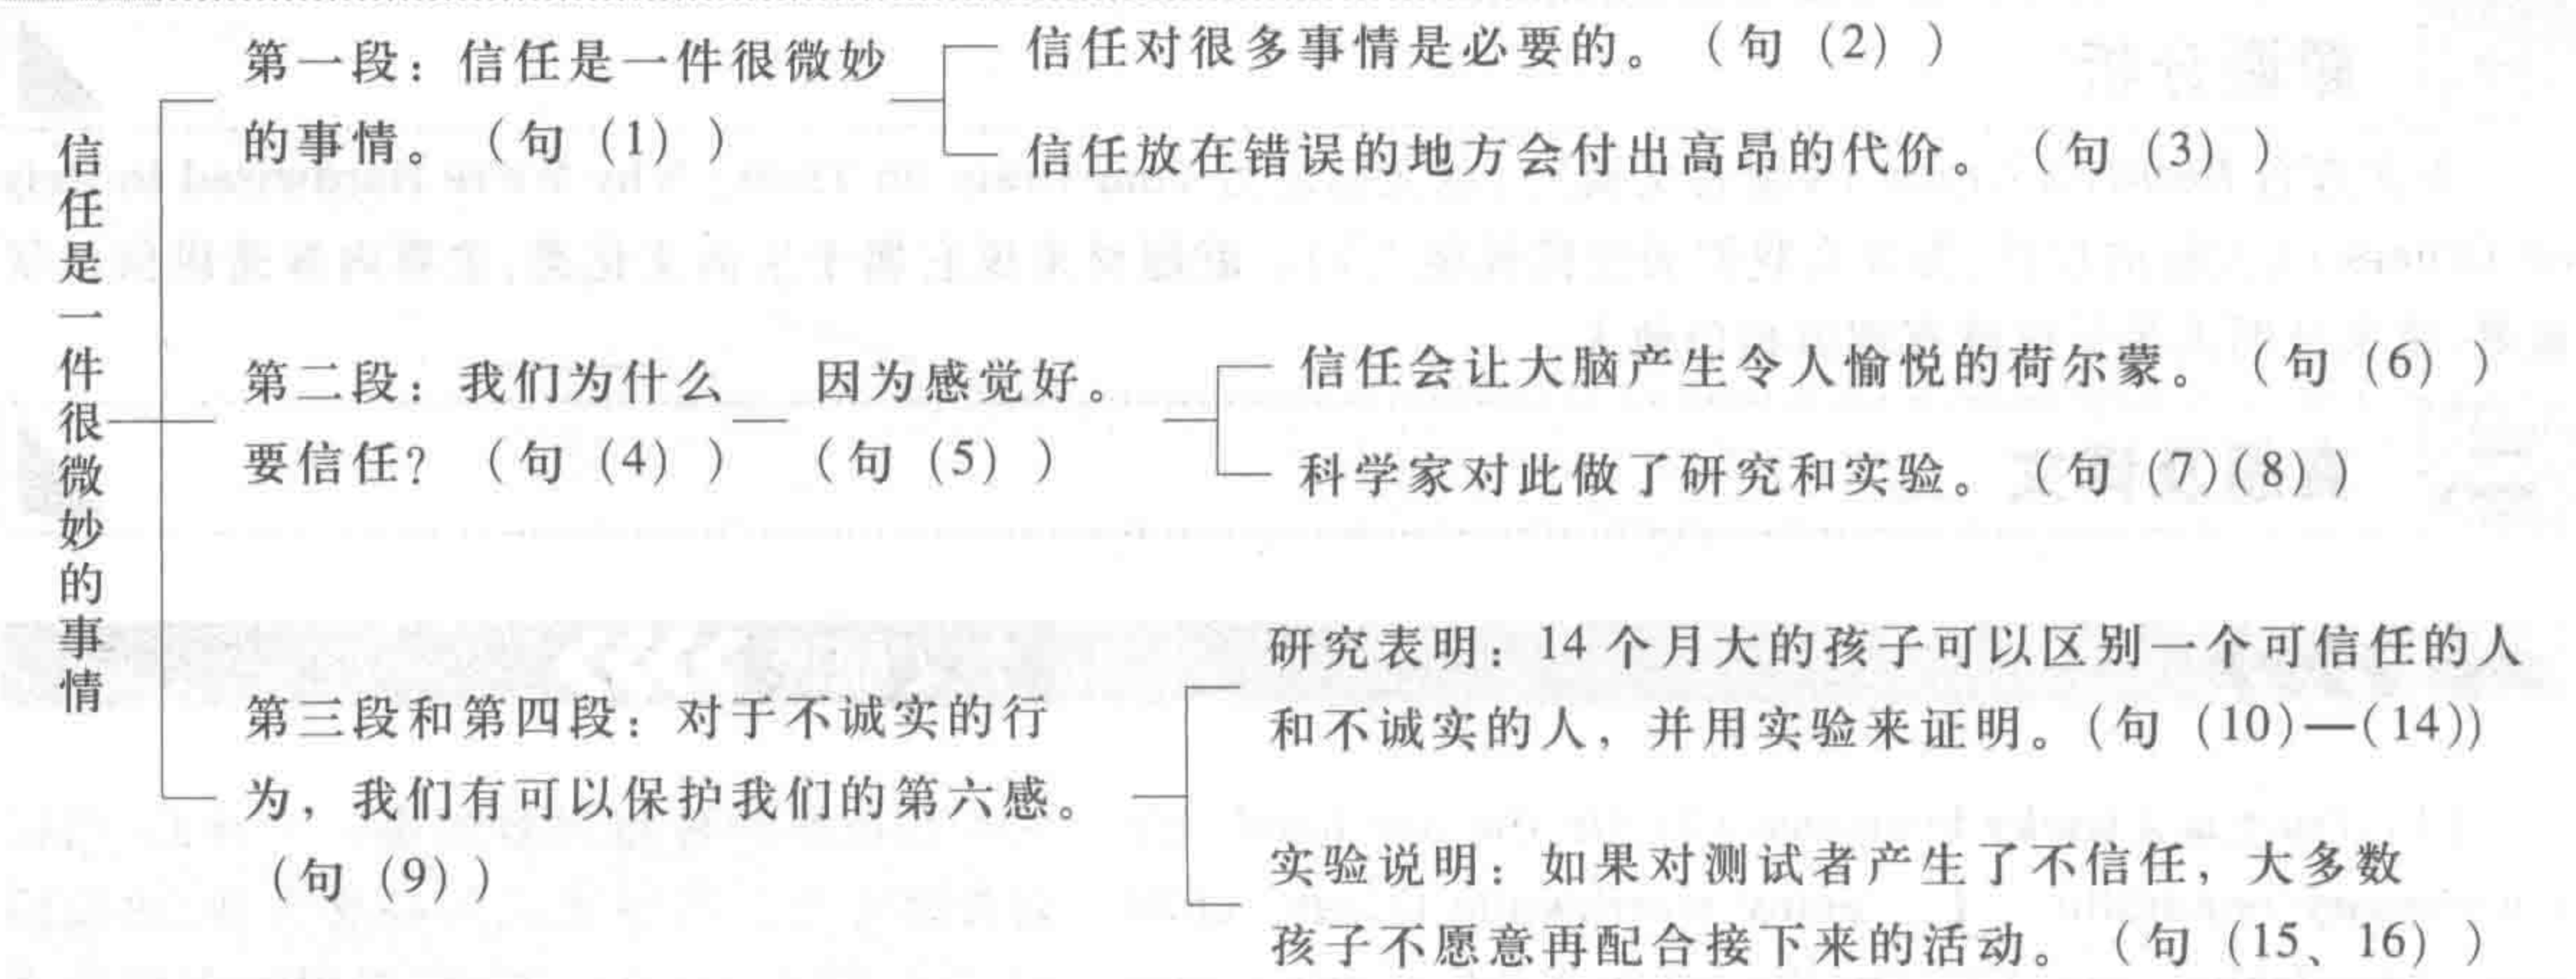 信任是一件很微妙的事情
第一段：信任是一件很微妙
的事情。（句（1））
信任对很多事情是必要的。（句（2））
信任放在错误的地方会付出高昂的代价。（句（3））
第二段：我们为什么
要信任？（句（4））
因为感觉好。
（句（5））
信任会让大脑产生令人愉悦的荷尔蒙。（句（6））
科学家对此做了研究和实验。（句（7）（8））
第三段和第四段：对于不诚实的行
为，我们有可以保护我们的第六感。
（句（9））
研究表明：14个月大的孩子可以区别一个可信任的人
和不诚实的人，并用实验来证明。（句（10）—（14））
实验说明：如果对测试者产生了不信任，大多数
孩子不愿意再配合接下来的活动。（句（15、16））